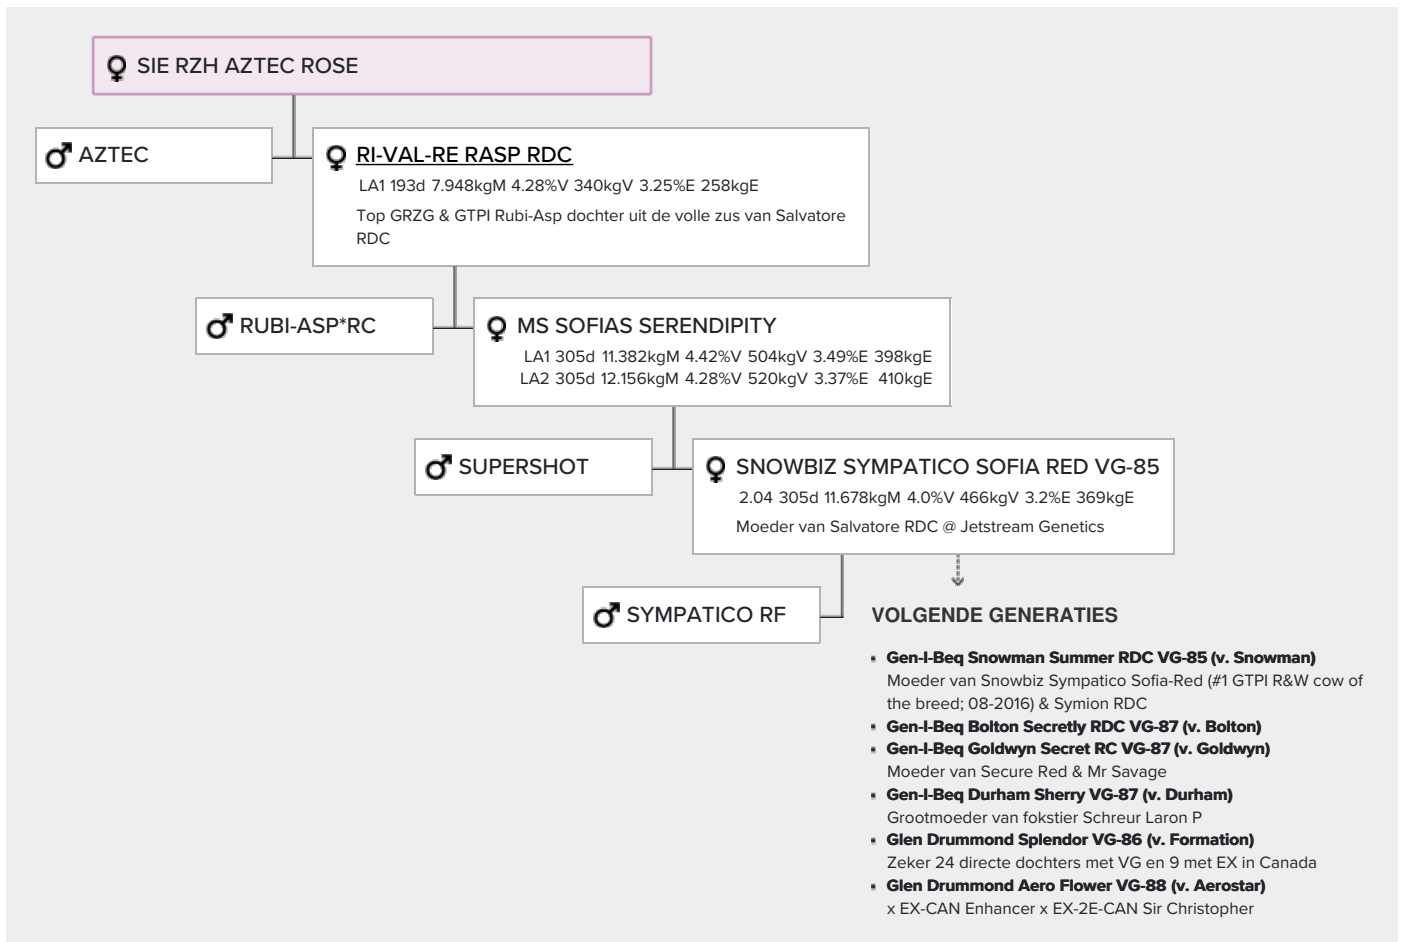 ♀ SIE RZH AZTEC ROSE
♂ AZTEC
♀ RI-VAL-RE RASP RDC
LA1 193d 7.948kgM 4.28%V 340kgV 3.25%E 258kgE
Top GRZG & GTPI Rubi-Asp dochter uit de volle zus van Salvatore
RDC
♂ RUBI-ASP*RC
♀ MS SOFIAS SERENDIPITY
LA1 305d 11.382kgM 4.42%V 504kgV 3.49%E 398kgE
LA2 305d 12.156kgM 4.28%V 520kgV 3.37%E 410kgE
♂ SUPERSHOT
♀ SNOWBIZ SYMPATICO SOFIA RED VG-85
2.04 305d 11.678kgM 4.0%V 466kgV 3.2%E 369kgE
Moeder van Salvatore RDC @ Jetstream Genetics
♂ SYMPATICO RF
VOLGENDE GENERATIES
▪ Gen-I-Beq Snowman Summer RDC VG-85 (v. Snowman)
Moeder van Snowbiz Sympatico Sofia-Red (#1 GTPI R&W cow of
the breed; 08-2016) & Symion RDC
▪ Gen-I-Beq Bolton Secretly RDC VG-87 (v. Bolton)
▪ Gen-I-Beq Goldwyn Secret RC VG-87 (v. Goldwyn)
Moeder van Secure Red & Mr Savage
▪ Gen-I-Beq Durham Sherry VG-87 (v. Durham)
Grootmoeder van fokstier Schreur Laron P
▪ Glen Drummond Splendor VG-86 (v. Formation)
Zeker 24 directe dochters met VG en 9 met EX in Canada
▪ Glen Drummond Aero Flower VG-88 (v. Aerostar)
x EX-CAN Enhancer x EX-2E-CAN Sir Christopher